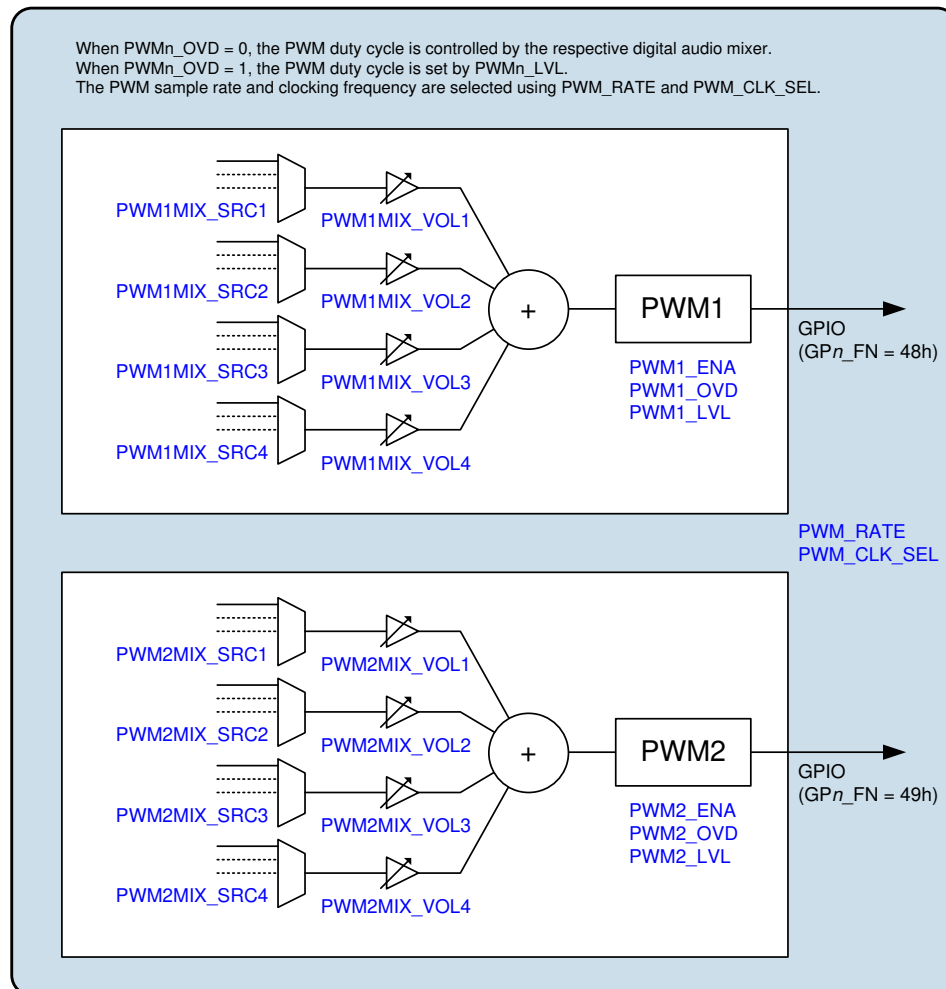 When PWMn_OVD = 0, the PWM duty cycle is controlled by the respective digital audio mixer.
When PWMn_OVD = 1, the PWM duty cycle is set by PWMn_LVL.
The PWM sample rate and clocking frequency are selected using PWM_RATE and PWM_CLK_SEL.
PWM1MIX_SRC1
PWM1MIX_VOL1
PWM1MIX_SRC2
PWM1MIX_VOL2
PWM1MIX_SRC3
PWM1MIX_VOL3
PWM1MIX_SRC4
PWM1MIX_VOL4
+
PWM1
PWM1_ENA
PWM1_OVD
PWM1_LVL
GPIO
(GPn_FN = 48h)
PWM_RATE
PWM_CLK_SEL
PWM2MIX_SRC1
PWM2MIX_VOL1
PWM2MIX_SRC2
PWM2MIX_VOL2
PWM2MIX_SRC3
PWM2MIX_VOL3
PWM2MIX_SRC4
PWM2MIX_VOL4
+
PWM2
PWM2_ENA
PWM2_OVD
PWM2_LVL
GPIO
(GPn_FN = 49h)